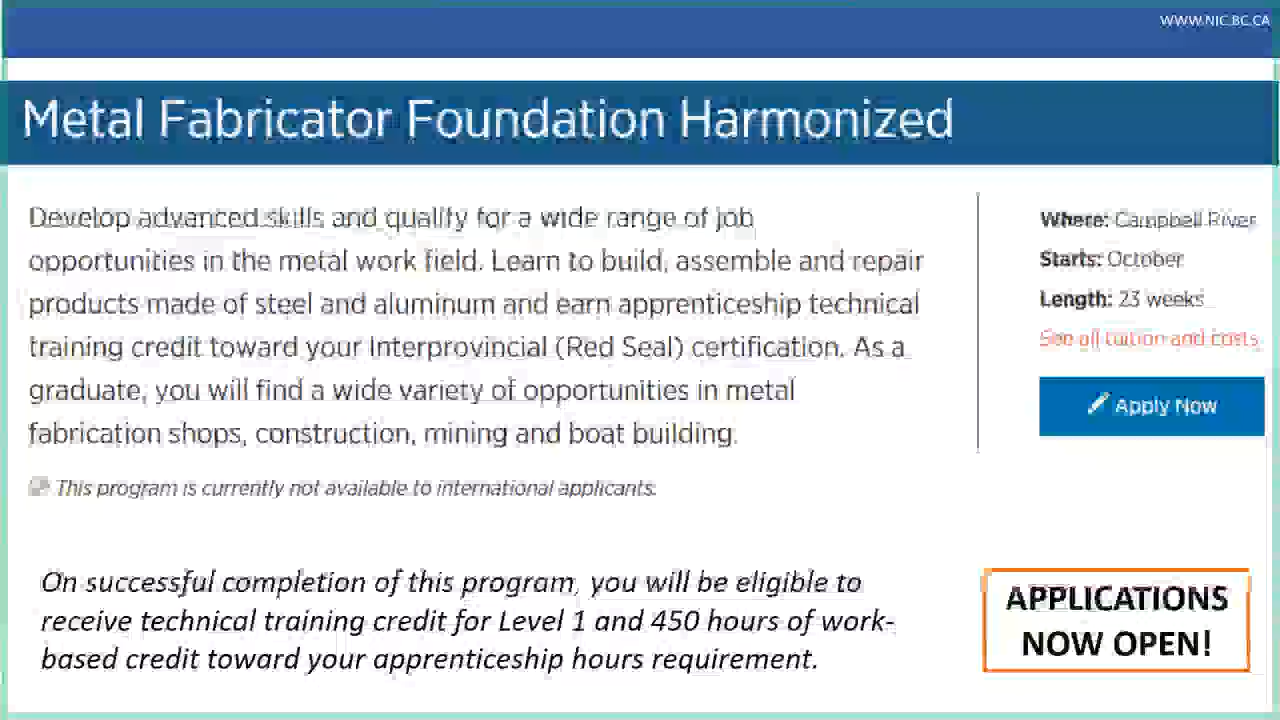 WWW.NIC.BC.CA
Metal Fabricator Foundation Harmonized
Develop advanced skills and qualify for a wide range of job
opportunities in the metal work field. Learn to build, assemble and repair
products made of steel and aluminum and earn apprenticeship technical
training credit toward your Interprovincial (Red Seal) certification. As a
graduate, you will find a wide variety of opportunities in metal
fabrication shops, construction, mining and boat building.
This program is currently not available to international applicants.
Where: Campbell River
Starts: October
Length: 23 weeks
See all tuition and costs
Apply Now
On successful completion of this program, you will be eligible to
receive technical training credit for Level 1 and 450 hours of work-
based credit toward your apprenticeship hours requirement.
APPLICATIONS
NOW OPEN!